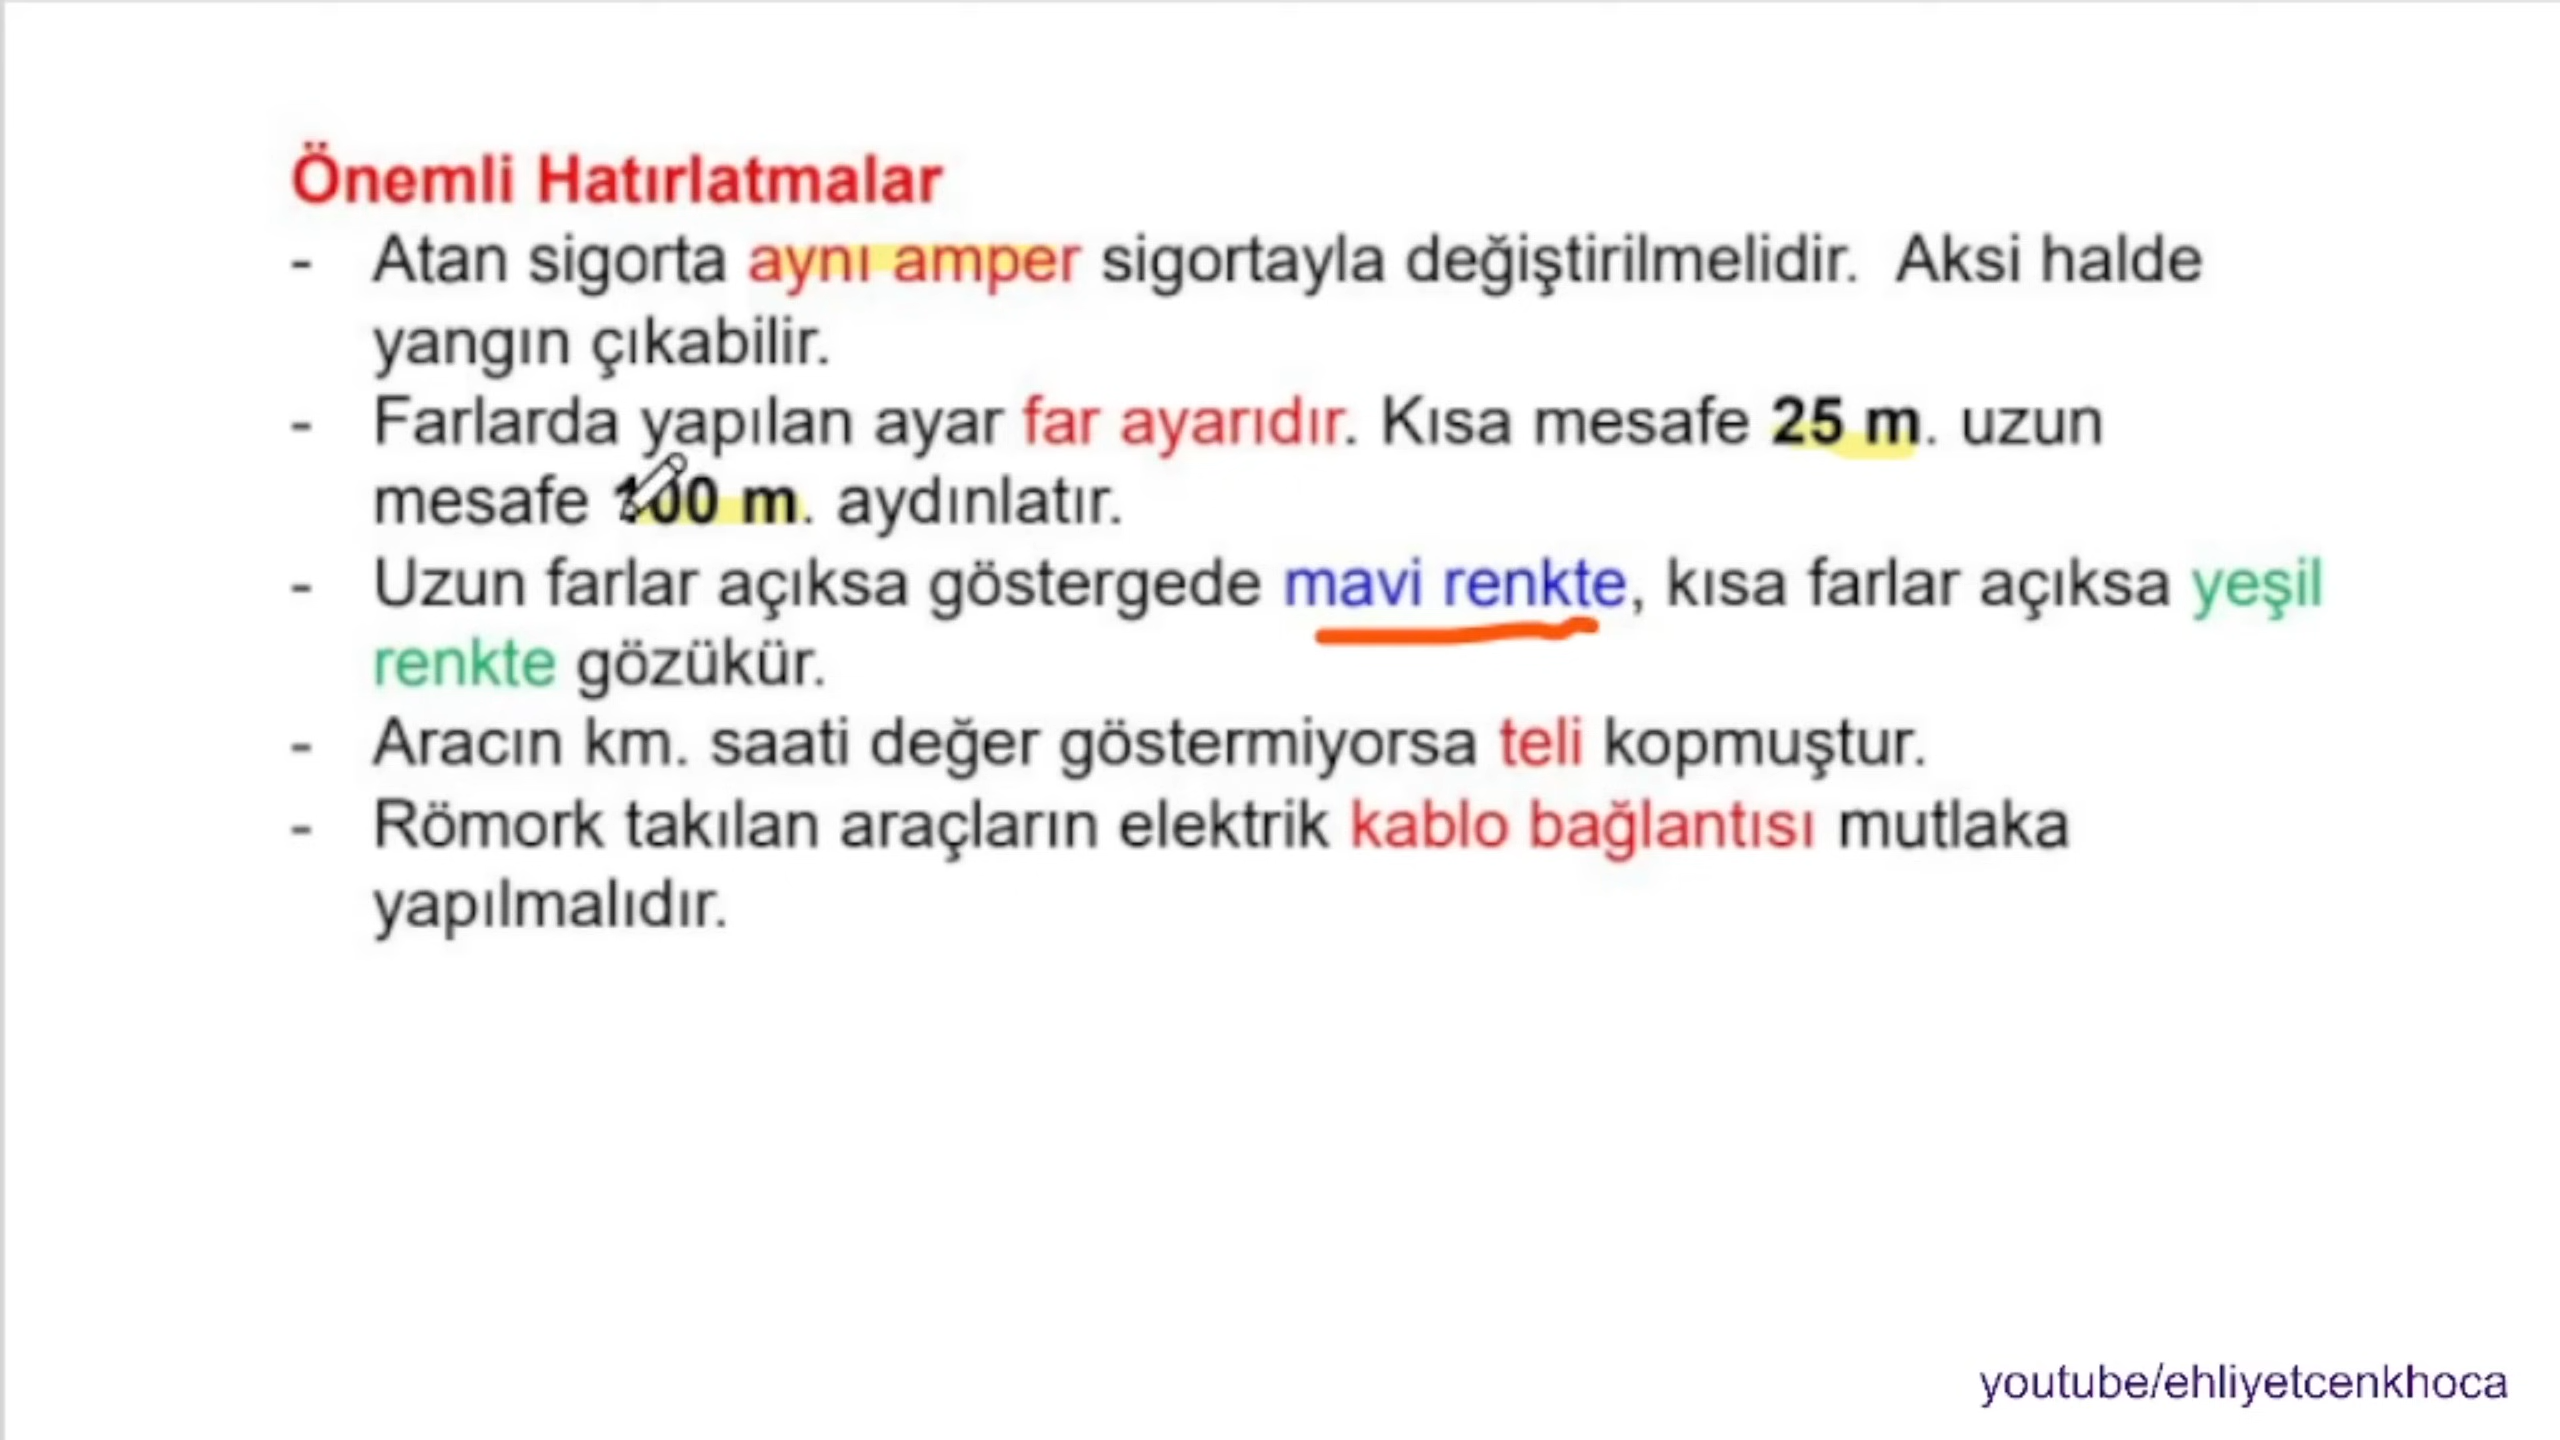 Önemli Hatırlatmalar
- Atan sigorta aynı amper sigortayla değiştirilmelidir. Aksi halde
yangın çıkabilir.
- Farlarda yapılan ayar far ayarıdır. Kısa mesafe 25 m. uzun
mesafe 100 m. aydınlatır.
- Uzun farlar açıksa göstergede mavi renkte, kısa farlar açıksa yeşil
renkte gözükür.
- Aracın km. saati değer göstermiyorsa teli kopmuştur.
- Römork takılan araçların elektrik kablo bağlantısı mutlaka
yapılmalıdır.
youtube/ehliyetcenkhoca